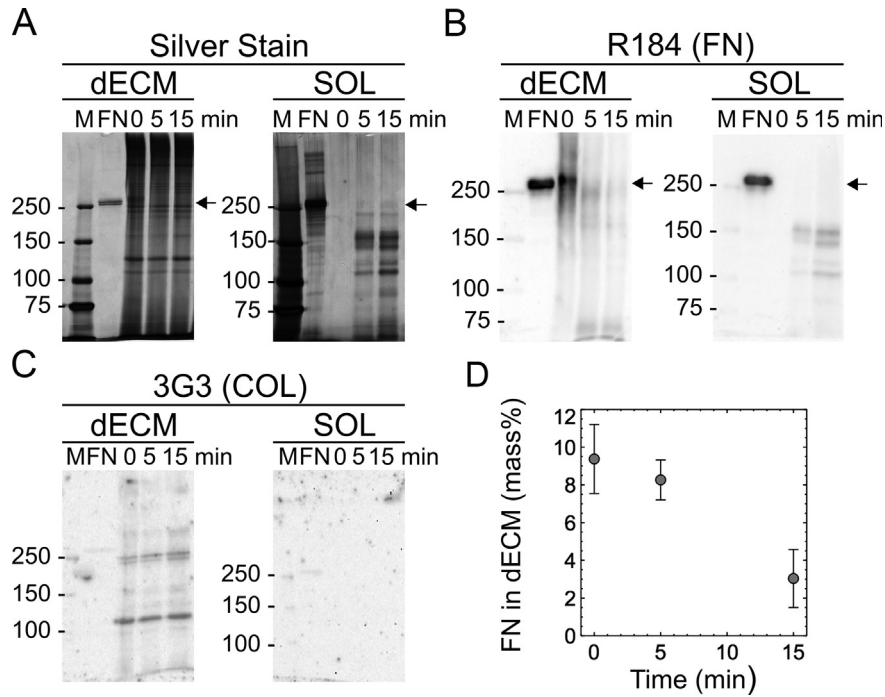 A
Silver Stain
dECM SOL
M FN 0 5 15 min M FN 0 5 15 min
250 250
150 150
100 100
75 75
B
R184 (FN)
dECM SOL
M FN 0 5 15 min M FN 0 5 15 min
250 250
150 150
100 100
75 75
C
3G3 (COL)
dECM SOL
M FN 0 5 15 min M FN 0 5 15 min
250 250
150 150
100 100
D
FN in dECM (mass%)
12
10
8
6
4
2
0
0 5 10 15
Time (min)